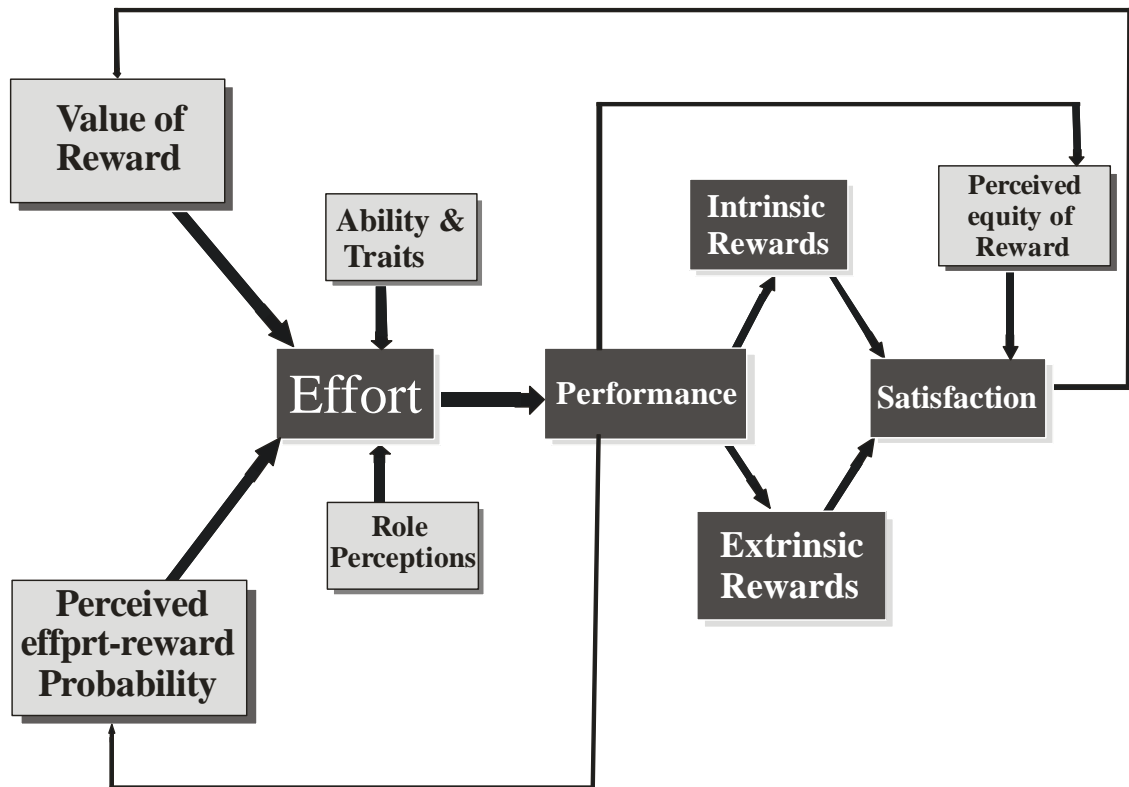 Value of
Reward
Ability &
Traits
Intrinsic
Rewards
Perceived
equity of
Reward
Effort
Performance
Satisfaction
Role
Perceptions
Extrinsic
Rewards
Perceived
effprt-reward
Probability